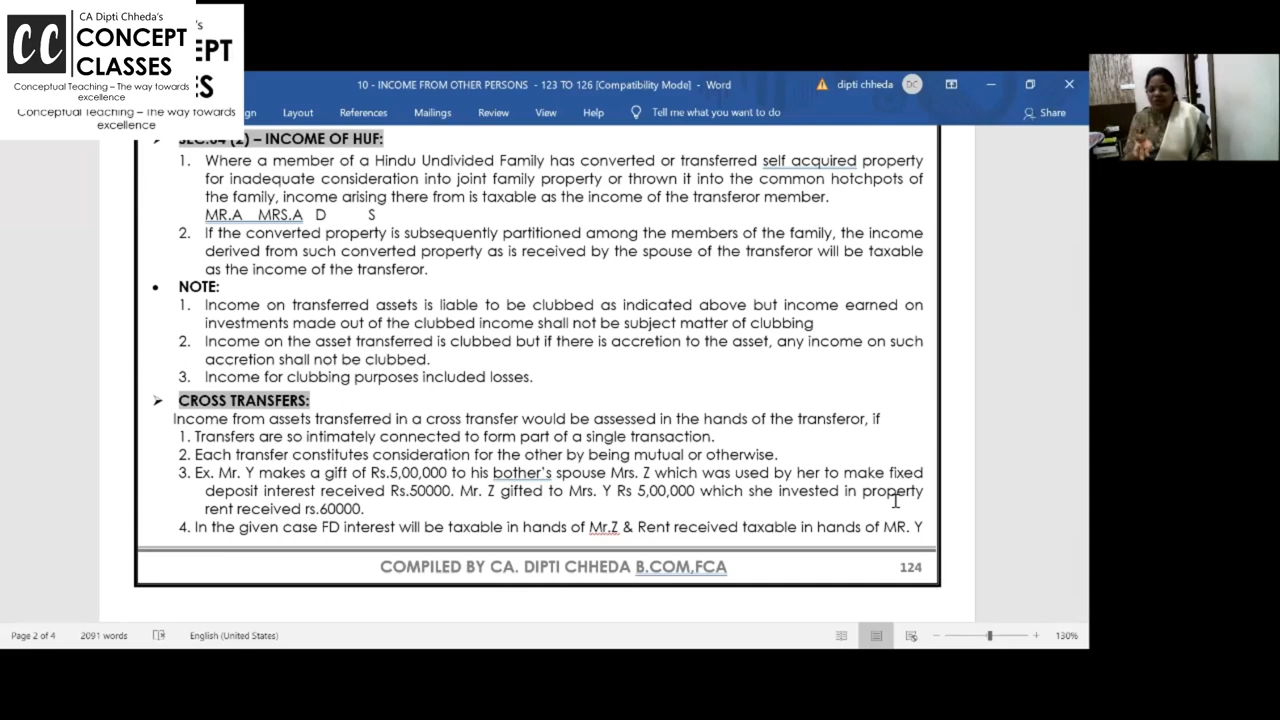 CA Dipti Chheda's
CC CONCEPT
CLASSES
Conceptual Teaching – The way towards
excellence
's
EPT
S
Conceptual Teaching – The way towards
excellence
10 - INCOME FROM OTHER PERSONS - 123 TO 126 [Compatibility Mode] - Word
dipti chheda DC
gn Layout References Mailings Review View Help Tell me what you want to do Share
➢ SEC.64 (2) – INCOME OF HUF:
1. Where a member of a Hindu Undivided Family has converted or transferred self acquired property
for inadequate consideration into joint family property or thrown it into the common hotchpots of
the family, income arising there from is taxable as the income of the transferor member.
MR.A MRS.A D S
2. If the converted property is subsequently partitioned among the members of the family, the income
derived from such converted property as is received by the spouse of the transferor will be taxable
as the income of the transferor.
• NOTE:
1. Income on transferred assets is liable to be clubbed as indicated above but income earned on
investments made out of the clubbed income shall not be subject matter of clubbing
2. Income on the asset transferred is clubbed but if there is accretion to the asset, any income on such
accretion shall not be clubbed.
3. Income for clubbing purposes included losses.
➢ CROSS TRANSFERS:
Income from assets transferred in a cross transfer would be assessed in the hands of the transferor, if
1. Transfers are so intimately connected to form part of a single transaction.
2. Each transfer constitutes consideration for the other by being mutual or otherwise.
3. Ex. Mr. Y makes a gift of Rs.5,00,000 to his bother's spouse Mrs. Z which was used by her to make fixed
deposit interest received Rs.50000. Mr. Z gifted to Mrs. Y Rs 5,00,000 which she invested in property
rent received rs.60000.
4. In the given case FD interest will be taxable in hands of Mr.Z & Rent received taxable in hands of MR. Y
COMPILED BY CA. DIPTI CHHEDA B.COM,FCA 124
Page 2 of 4 2091 words English (United States) 130%